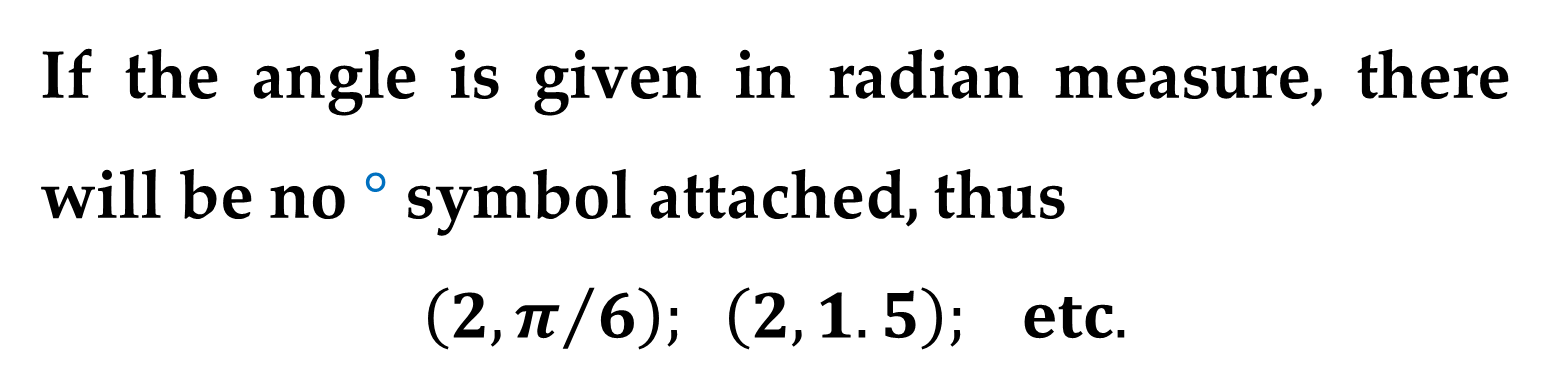 If the angle is given in radian measure, there
will be no ° symbol attached, thus
(2, π/6); (2, 1. 5); etc.